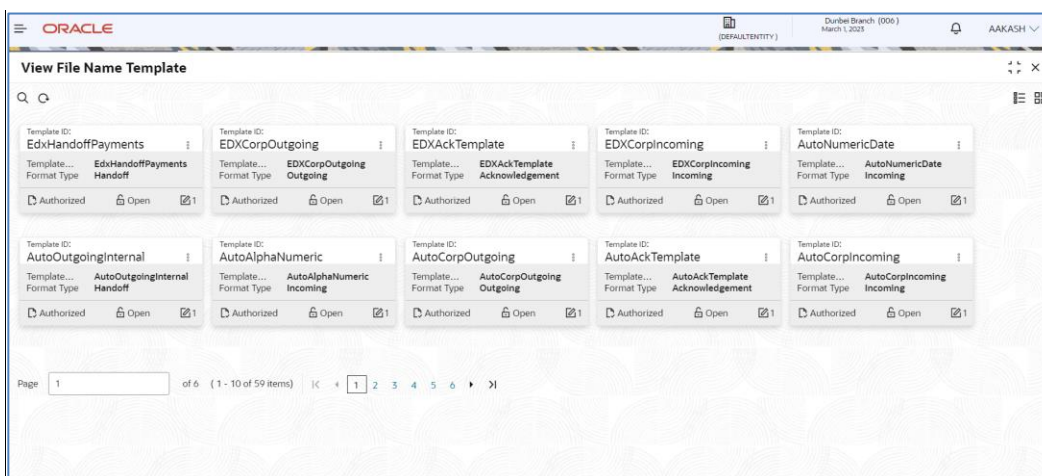 ORACLE
(DEFAULTENTITY)
Dunbei Branch (006)
March 1, 2023
AAKASH
View File Name Template
Template ID: Template ID: Template ID: Template ID: Template ID:
EdxHandoffPayments EDXCorpOutgoing EDXAckTemplate EDXCorpIncoming AutoNumericDate
Template... EdxHandoffPayments Template... EDXCorpOutgoing Template... EDXAckTemplate Template... EDXCorpIncoming Template... AutoNumericDate
Format Type Handoff Format Type Outgoing Format Type Acknowledgement Format Type Incoming Format Type Incoming
Authorized Open 1 Authorized Open 1 Authorized Open 1 Authorized Open 1 Authorized Open 1
Template ID: Template ID: Template ID: Template ID: Template ID:
AutoOutgoingInternal AutoAlphaNumeric AutoCorpOutgoing AutoAckTemplate AutoCorpIncoming
Template... AutoOutgoingInternal Template... AutoAlphaNumeric Template... AutoCorpOutgoing Template... AutoAckTemplate Template... AutoCorpIncoming
Format Type Handoff Format Type Incoming Format Type Outgoing Format Type Acknowledgement Format Type Incoming
Authorized Open 1 Authorized Open 1 Authorized Open 1 Authorized Open 1 Authorized Open 1
Page 1 of 6 (1 - 10 of 59 items) 1 2 3 4 5 6